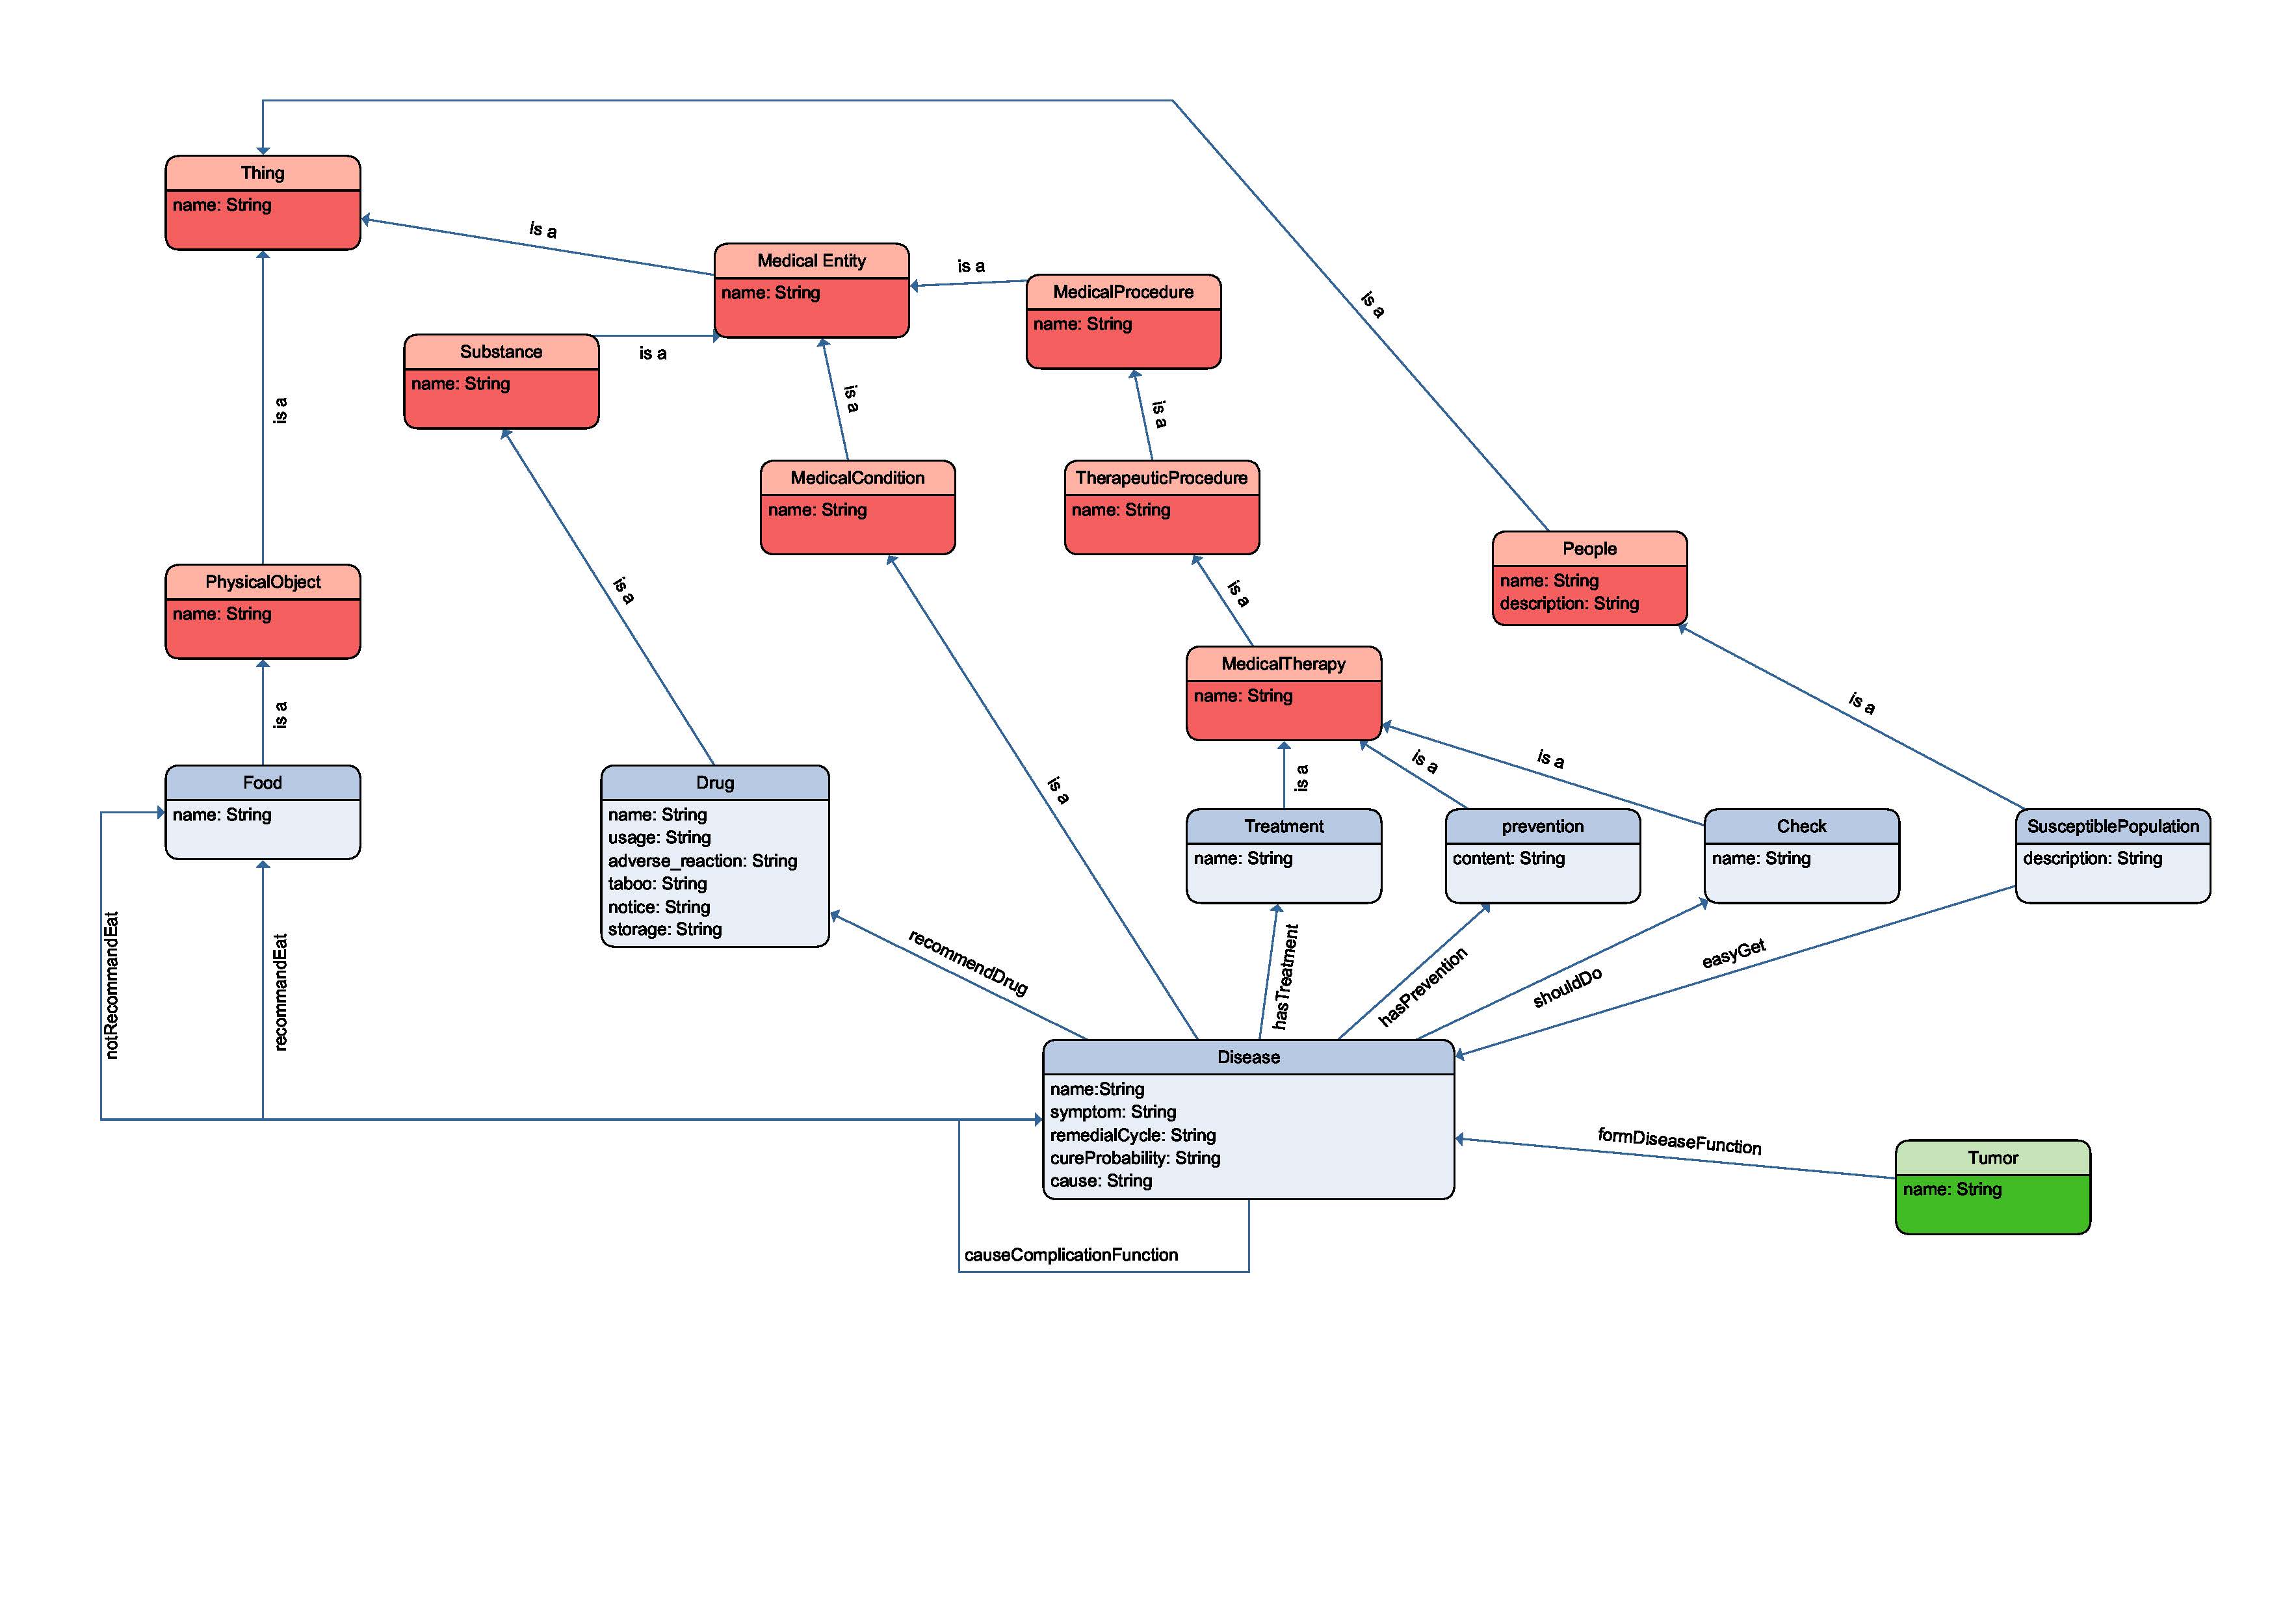 Thing
name: String
is a
Medical Entity
name: String
is a
MedicalProcedure
name: String
is a
Substance
name: String
is a
is a
is a
is a
MedicalCondition
name: String
TherapeuticProcedure
name: String
People
name: String
description: String
PhysicalObject
name: String
is a
is a
MedicalTherapy
name: String
is a
is a
Food
name: String
Drug
name: String
usage: String
adverse_reaction: String
taboo: String
notice: String
storage: String
is a
is a
is a
is a
Treatment
name: String
prevention
content: String
Check
name: String
SusceptiblePopulation
description: String
notRecommandEat
recommandEat
recommendDrug
hasTreatment
hasPrevention
shouldDo
easyGet
Disease
name:String
symptom: String
remedialCycle: String
cureProbability: String
cause: String
formDiseaseFunction
Tumor
name: String
causeComplicationFunction